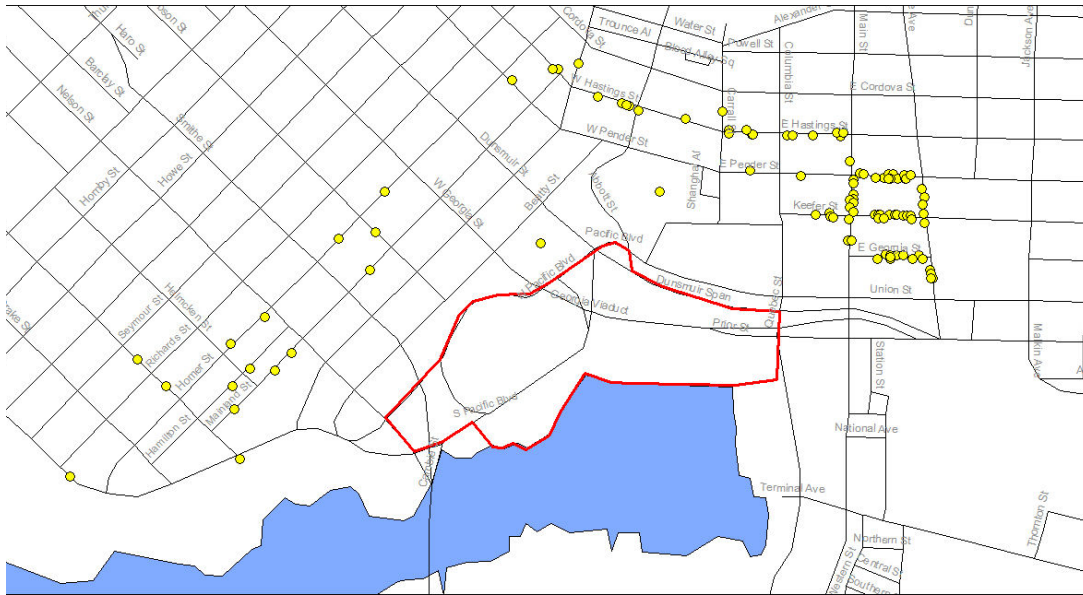 Haro St
Barclay St
Nelson St
Smithe St
Howe St
Hornby St
Cordova St
Trounce Al
Water St
Blood Alley Sq
Powell St
Columbia St
Main St
e Ave
Jackson Ave
E Cordova St
W Hastings St
Carrall St
E Hastings St
W Pender St
Dunsmuir St
Shanghai Al
E Pender St
Beatty St
Abbott St
W Georgia St
Keefer St
Pacific Blvd
E Georgia St
N Pacific Blvd
Dunsmuir Span
Quebec St
Union St
Georgia Viaduct
Prior St
Helmcken St
Seymour St
Richards St
Homer St
Mainland St
Hamilton St
S Pacific Blvd
Station St
Malkin Ave
A
National Ave
Terminal Ave
Thornton St
Northern St
Central S
Southern
Western St